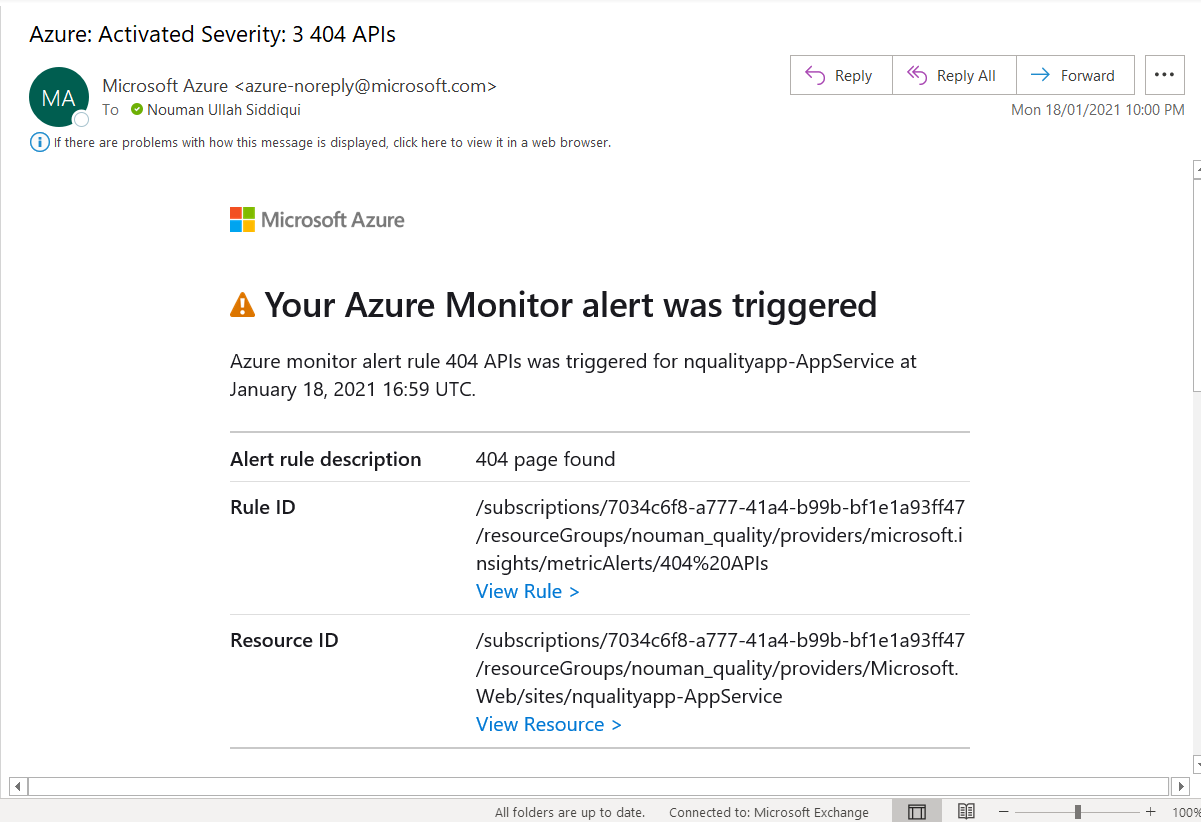 Azure: Activated Severity: 3 404 APIs
MA
Microsoft Azure <azure-noreply@microsoft.com>
To Nouman Ullah Siddiqui
Reply
Reply All
Forward
Mon 18/01/2021 10:00 PM
If there are problems with how this message is displayed, click here to view it in a web browser.
Microsoft Azure
Your Azure Monitor alert was triggered
Azure monitor alert rule 404 APIs was triggered for nqualityapp-AppService at
January 18, 2021 16:59 UTC.
Alert rule description 404 page found
Rule ID /subscriptions/7034c6f8-a777-41a4-b99b-bf1e1a93ff47
/resourceGroups/nouman_quality/providers/microsoft.i
nsights/metricAlerts/404%20APIs
View Rule >
Resource ID /subscriptions/7034c6f8-a777-41a4-b99b-bf1e1a93ff47
/resourceGroups/nouman_quality/providers/Microsoft.
Web/sites/nqualityapp-AppService
View Resource >
All folders are up to date. Connected to: Microsoft Exchange 100%